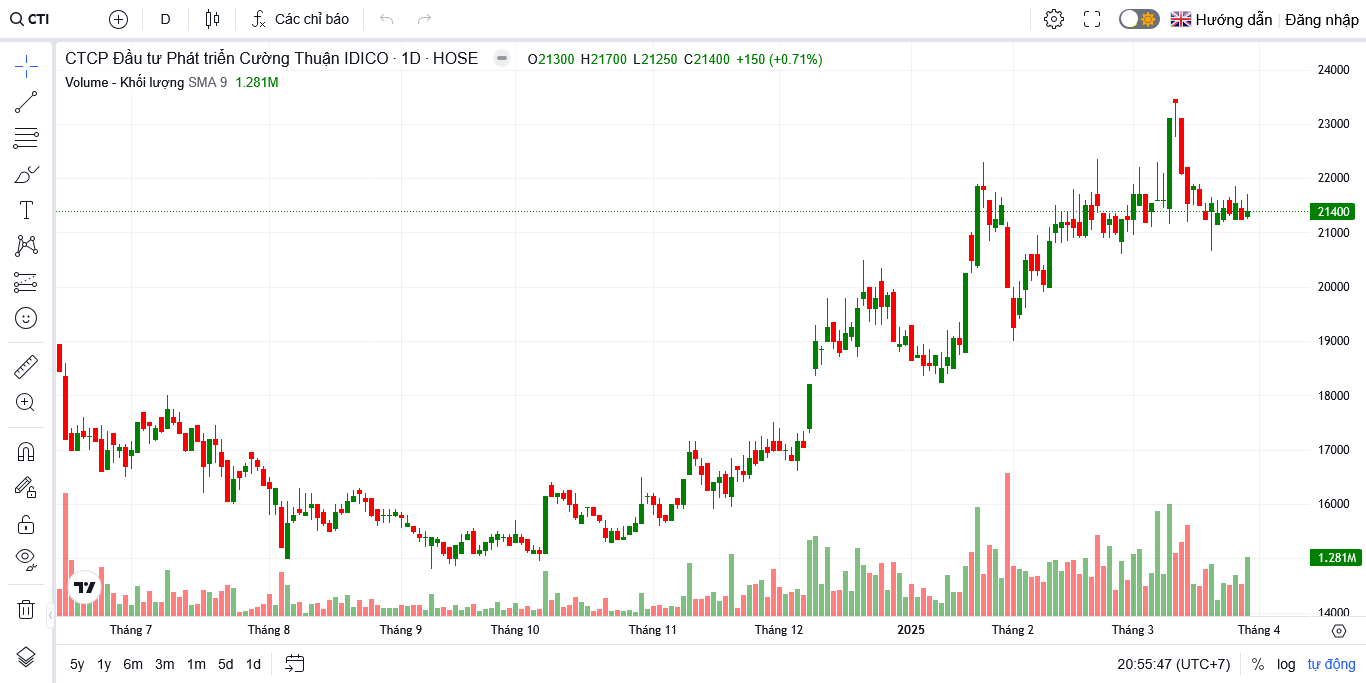 CTI D Các chỉ báo Hướng dẫn Đăng nhập
CTCP Đầu tư Phát triển Cường Thuận IDICO · 1D · HOSE O21300 H21700 L21250 C21400 +150 (+0.71%)
Volume - Khối lượng SMA 9 1.281M
24000
23000
22000
21400
21000
20000
19000
18000
17000
16000
1.281M
14000
Tháng 7 Tháng 8 Tháng 9 Tháng 10 Tháng 11 Tháng 12 2025 Tháng 2 Tháng 3 Tháng 4
5y 1y 6m 3m 1m 5d 1d 20:55:47 (UTC+7) % log tự động